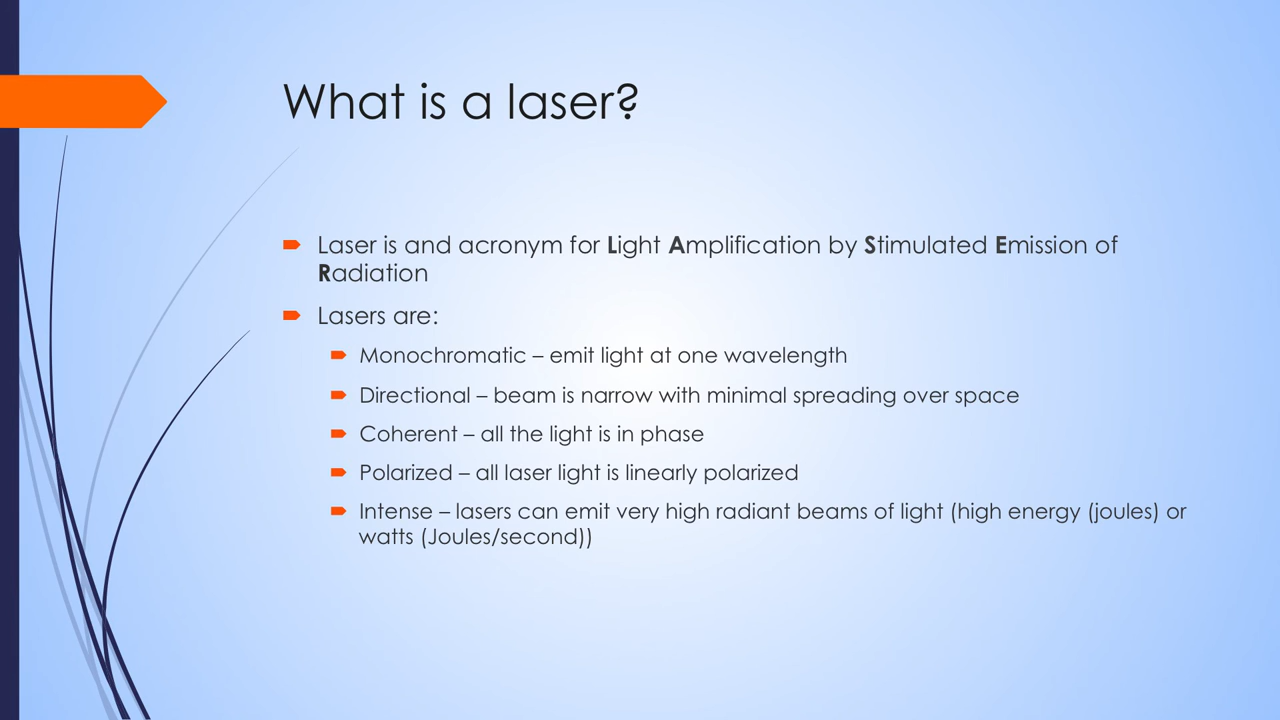 What is a laser?
Laser is and acronym for Light Amplification by Stimulated Emission of
Radiation
Lasers are:
Monochromatic – emit light at one wavelength
Directional – beam is narrow with minimal spreading over space
Coherent – all the light is in phase
Polarized – all laser light is linearly polarized
Intense – lasers can emit very high radiant beams of light (high energy (joules) or
watts (Joules/second))